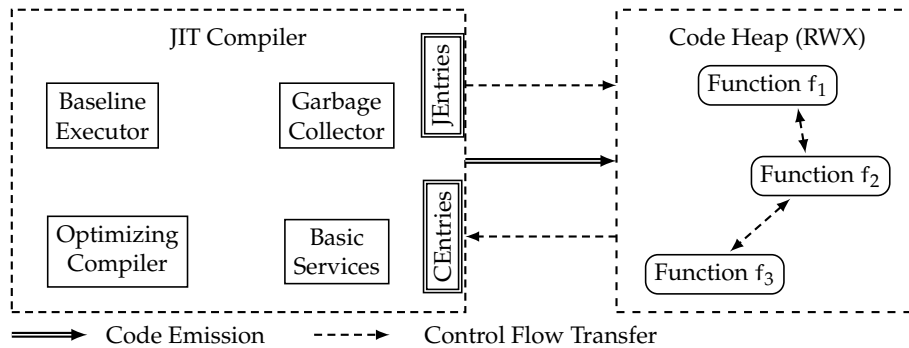 JIT Compiler
Baseline
Executor
Garbage
Collector
JEntries
Optimizing
Compiler
Basic
Services
CEntries
Code Heap (RWX)
Function f₁
Function f₂
Function f₃
Code Emission
Control Flow Transfer